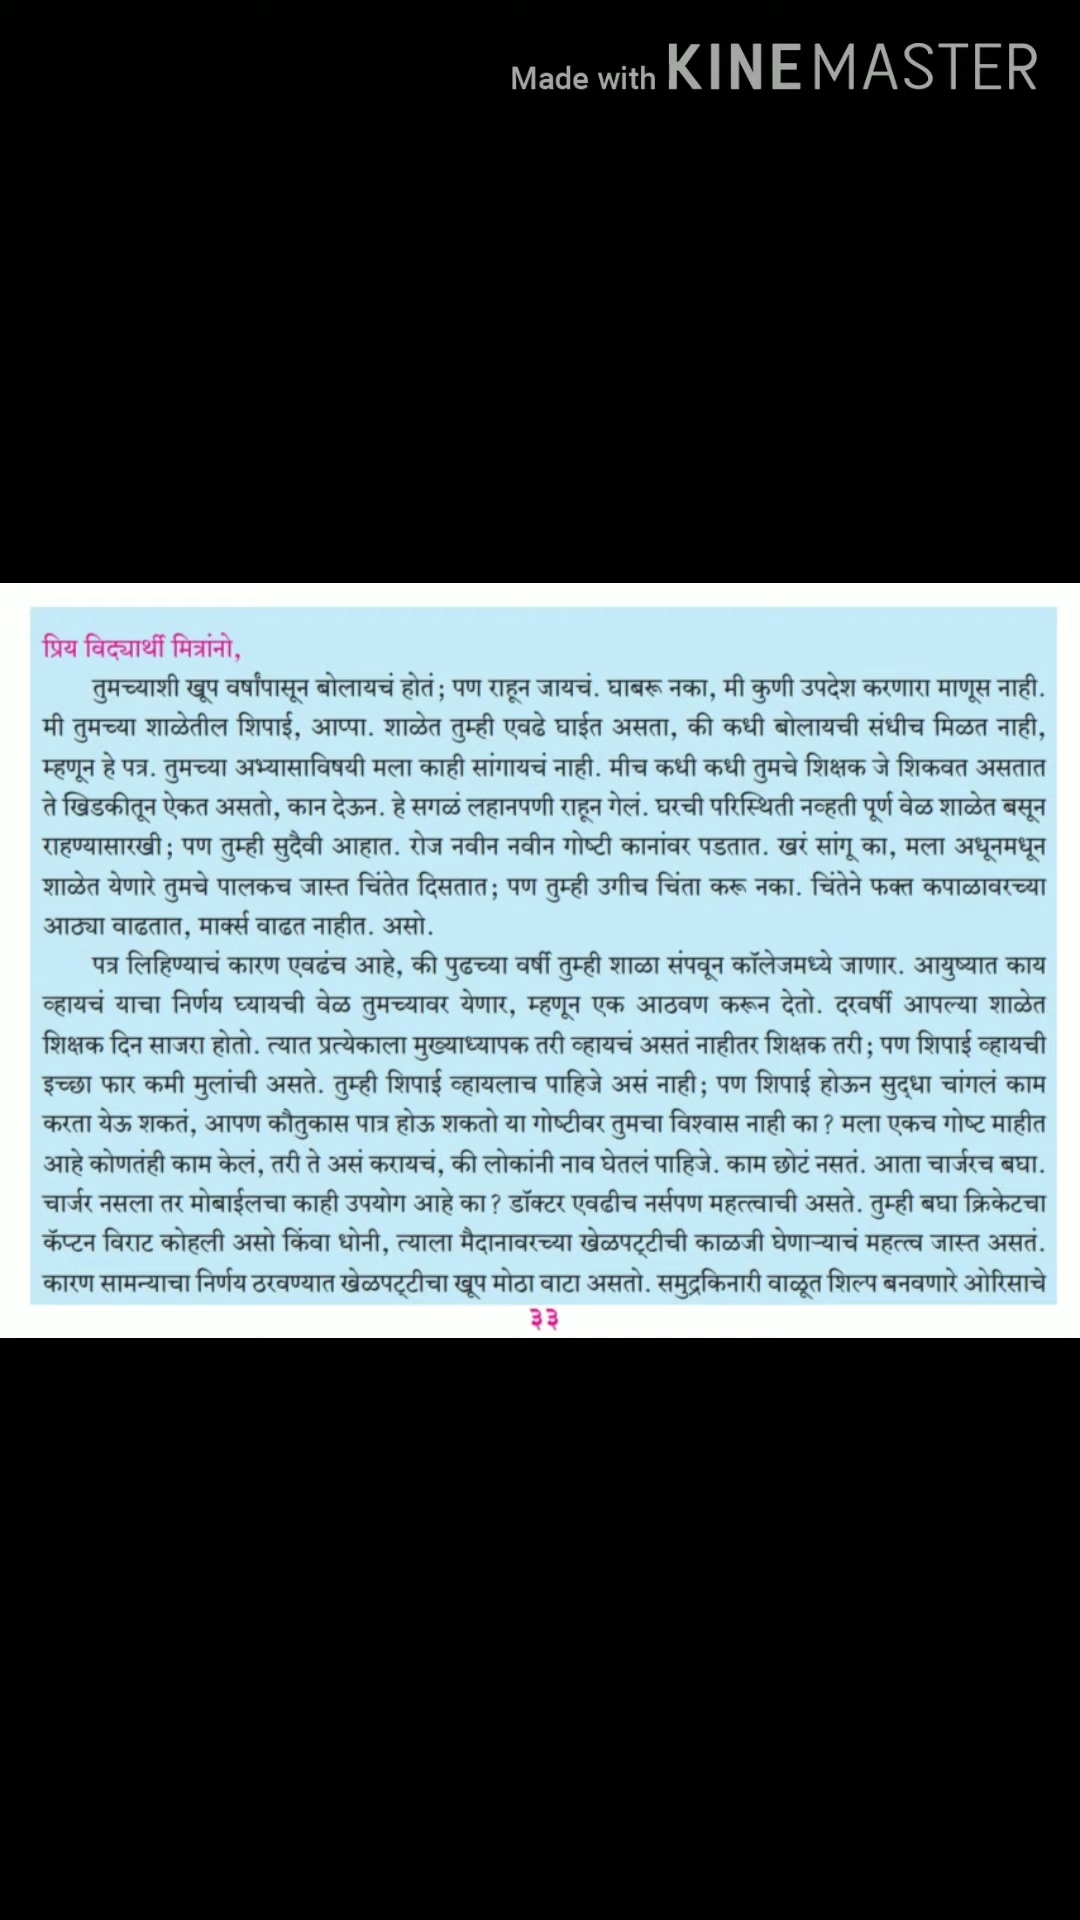 Made with KINEMASTER
प्रिय विद्यार्थी मित्रांनो,
तुमच्याशी खूप वर्षांपासून बोलायचं होतं; पण राहून जायचं. घाबरू नका, मी कुणी उपदेश करणारा माणूस नाही.
मी तुमच्या शाळेतील शिपाई, आप्पा. शाळेत तुम्ही एवढे घाईत असता, की कधी बोलायची संधीच मिळत नाही,
म्हणून हे पत्र. तुमच्या अभ्यासाविषयी मला काही सांगायचं नाही. मीच कधी कधी तुमचे शिक्षक जे शिकवत असतात
ते खिडकीतून ऐकत असतो, कान देऊन. हे सगळं लहानपणी राहून गेलं. घरची परिस्थिती नव्हती पूर्ण वेळ शाळेत बसून
राहण्यासारखी; पण तुम्ही सुदैवी आहात. रोज नवीन नवीन गोष्टी कानांवर पडतात. खरं सांगू का, मला अधूनमधून
शाळेत येणारे तुमचे पालकच जास्त चिंतेत दिसतात; पण तुम्ही उगीच चिंता करू नका. चिंतेने फक्त कपाळावरच्या
आठ्या वाढतात, मार्क्स वाढत नाहीत. असो.
पत्र लिहिण्याचं कारण एवढंच आहे, की पुढच्या वर्षी तुम्ही शाळा संपवून कॉलेजमध्ये जाणार. आयुष्यात काय
व्हायचं याचा निर्णय घ्यायची वेळ तुमच्यावर येणार, म्हणून एक आठवण करून देतो. दरवर्षी आपल्या शाळेत
शिक्षक दिन साजरा होतो. त्यात प्रत्येकाला मुख्याध्यापक तरी व्हायचं असतं नाहीतर शिक्षक तरी; पण शिपाई व्हायची
इच्छा फार कमी मुलांची असते. तुम्ही शिपाई व्हायलाच पाहिजे असं नाही; पण शिपाई होऊन सुद्धा चांगलं काम
करता येऊ शकतं, आपण कौतुकास पात्र होऊ शकतो या गोष्टीवर तुमचा विश्वास नाही का? मला एकच गोष्ट माहीत
आहे कोणतंही काम केलं, तरी ते असं करायचं, की लोकांनी नाव घेतलं पाहिजे. काम छोटं नसतं. आता चार्जरच बघा.
चार्जर नसला तर मोबाईलचा काही उपयोग आहे का? डॉक्टर एवढीच नर्सपण महत्त्वाची असते. तुम्ही बघा क्रिकेटचा
कॅप्टन विराट कोहली असो किंवा धोनी, त्याला मैदानावरच्या खेळपट्टीची काळजी घेणाऱ्याचं महत्त्व जास्त असतं.
कारण सामन्याचा निर्णय ठरवण्यात खेळपट्टीचा खूप मोठा वाटा असतो. समुद्रकिनारी वाळूत शिल्प बनवणारे ओरिसाचे
३३